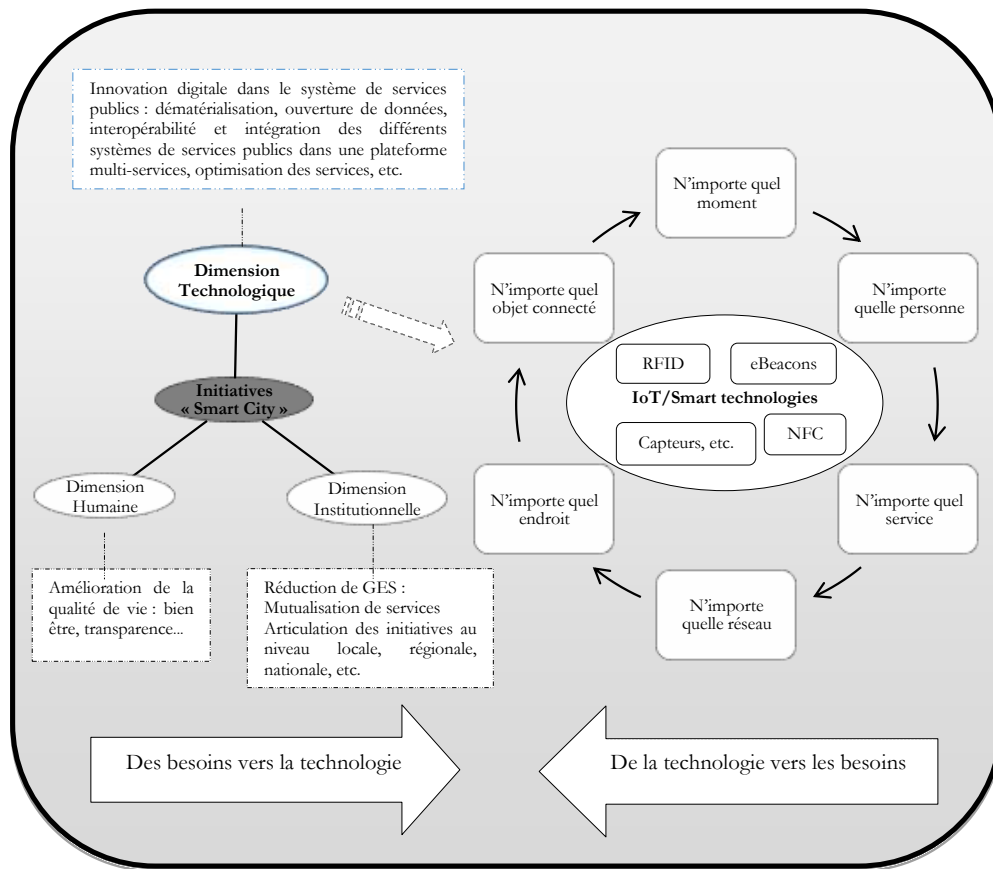 Innovation digitale dans le système de services
publics : dématérialisation, ouverture de données,
interopérabilité et intégration des différents
systèmes de services publics dans une plateforme
multi-services, optimisation des services, etc.
Dimension
Technologique
Initiatives
« Smart City »
Dimension
Humaine
Dimension
Institutionnelle
Amélioration de la
qualité de vie : bien
être, transparence...
Réduction de GES :
Mutualisation de services
Articulation des initiatives au
niveau locale, régionale,
nationale, etc.
N'importe quel
moment
N'importe quel
objet connecté
N'importe
quelle personne
RFID
eBeacons
IoT/Smart technologies
Capteurs, etc.
NFC
N'importe quel
endroit
N'importe quel
service
N'importe
quelle réseau
Des besoins vers la technologie
De la technologie vers les besoins